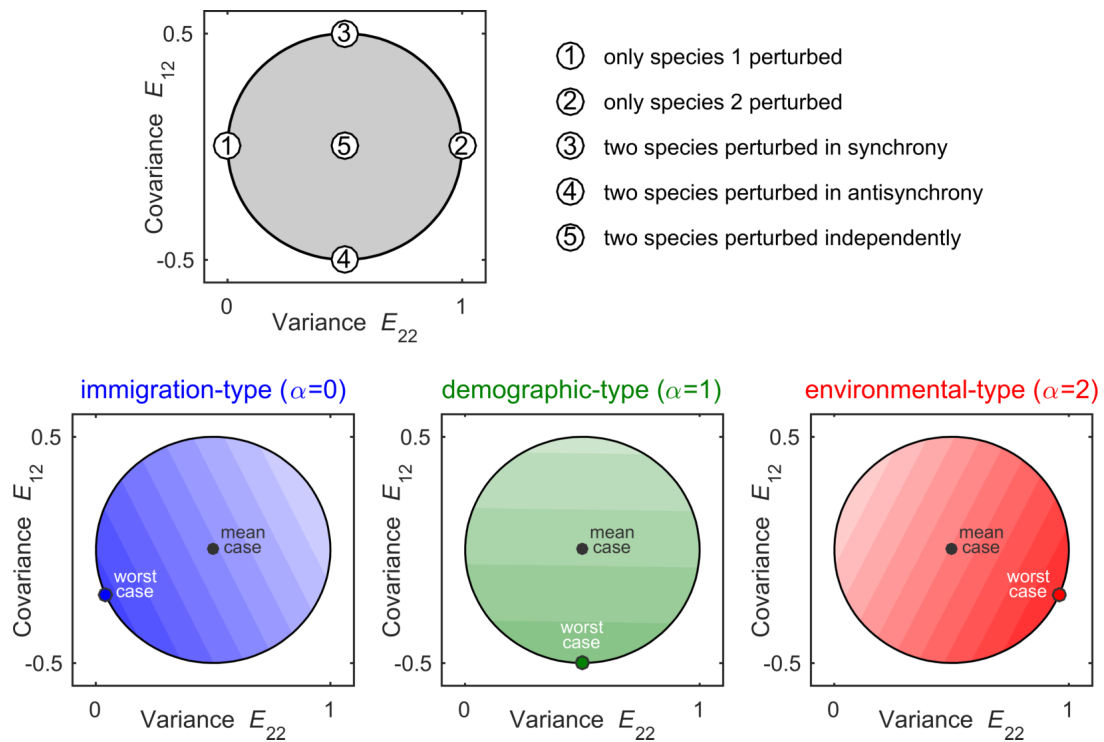 0.5
-0.5
Covariance E12
0
1
Variance E22
3
1
5
2
4
1 only species 1 perturbed
2 only species 2 perturbed
3 two species perturbed in synchrony
4 two species perturbed in antisynchrony
5 two species perturbed independently
immigration-type (α=0)
0.5
-0.5
Covariance E12
mean
case
worst
case
0
1
Variance E22
demographic-type (α=1)
0.5
-0.5
Covariance E12
mean
case
worst
case
0
1
Variance E22
environmental-type (α=2)
0.5
-0.5
Covariance E12
mean
case
worst
case
0
1
Variance E22